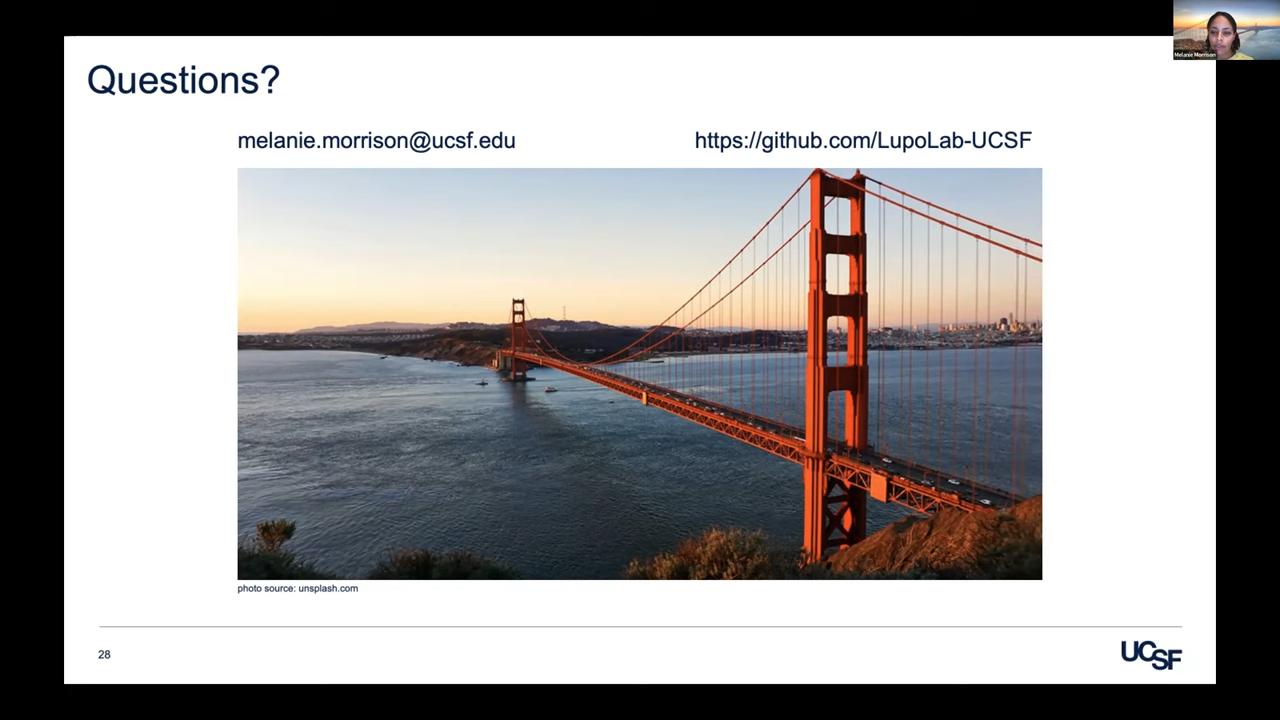 Melanie Morrison
Questions?
melanie.morrison@ucsf.edu
https://github.com/LupoLab-UCSF
photo source: unsplash.com
28
UCSF